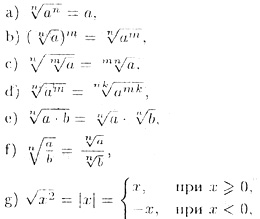 a) ⁿ√aⁿ = a,
b) (ⁿ√a)ᵐ = ⁿ√aᵐ,
c) ⁿ√ᵐ√a = ᵐⁿ√a.
d) ⁿ√aᵐ = ⁿᵏ√aᵐᵏ,
e) ⁿ√a · b = ⁿ√a · ⁿ√b,
f) ⁿ√(a/b) = ⁿ√a/ⁿ√b,
g) √x² = |x| = { x, при x ⩾ 0,
−x, при x < 0,